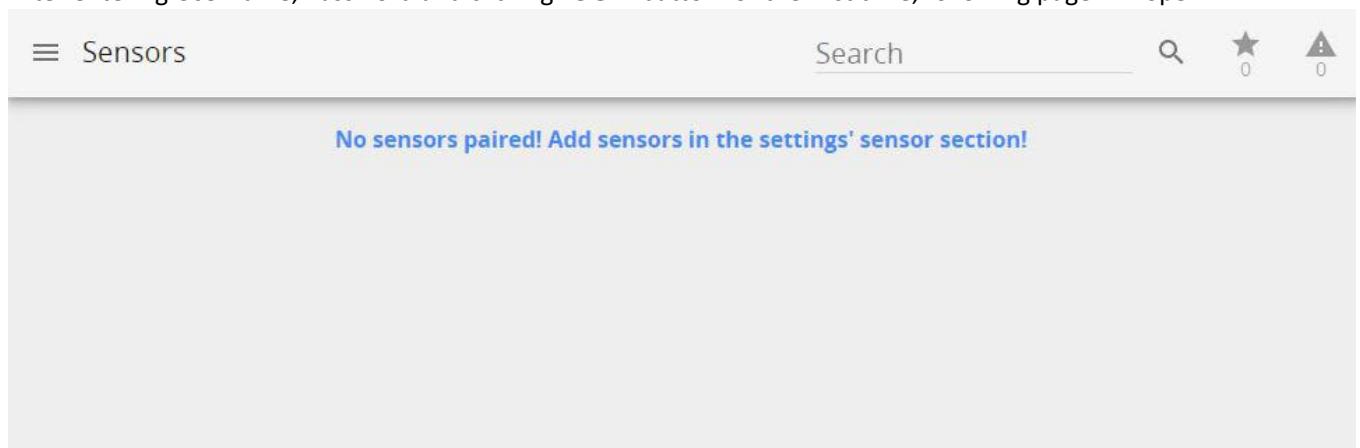 Sensors
Search
0
0
No sensors paired! Add sensors in the settings' sensor section!